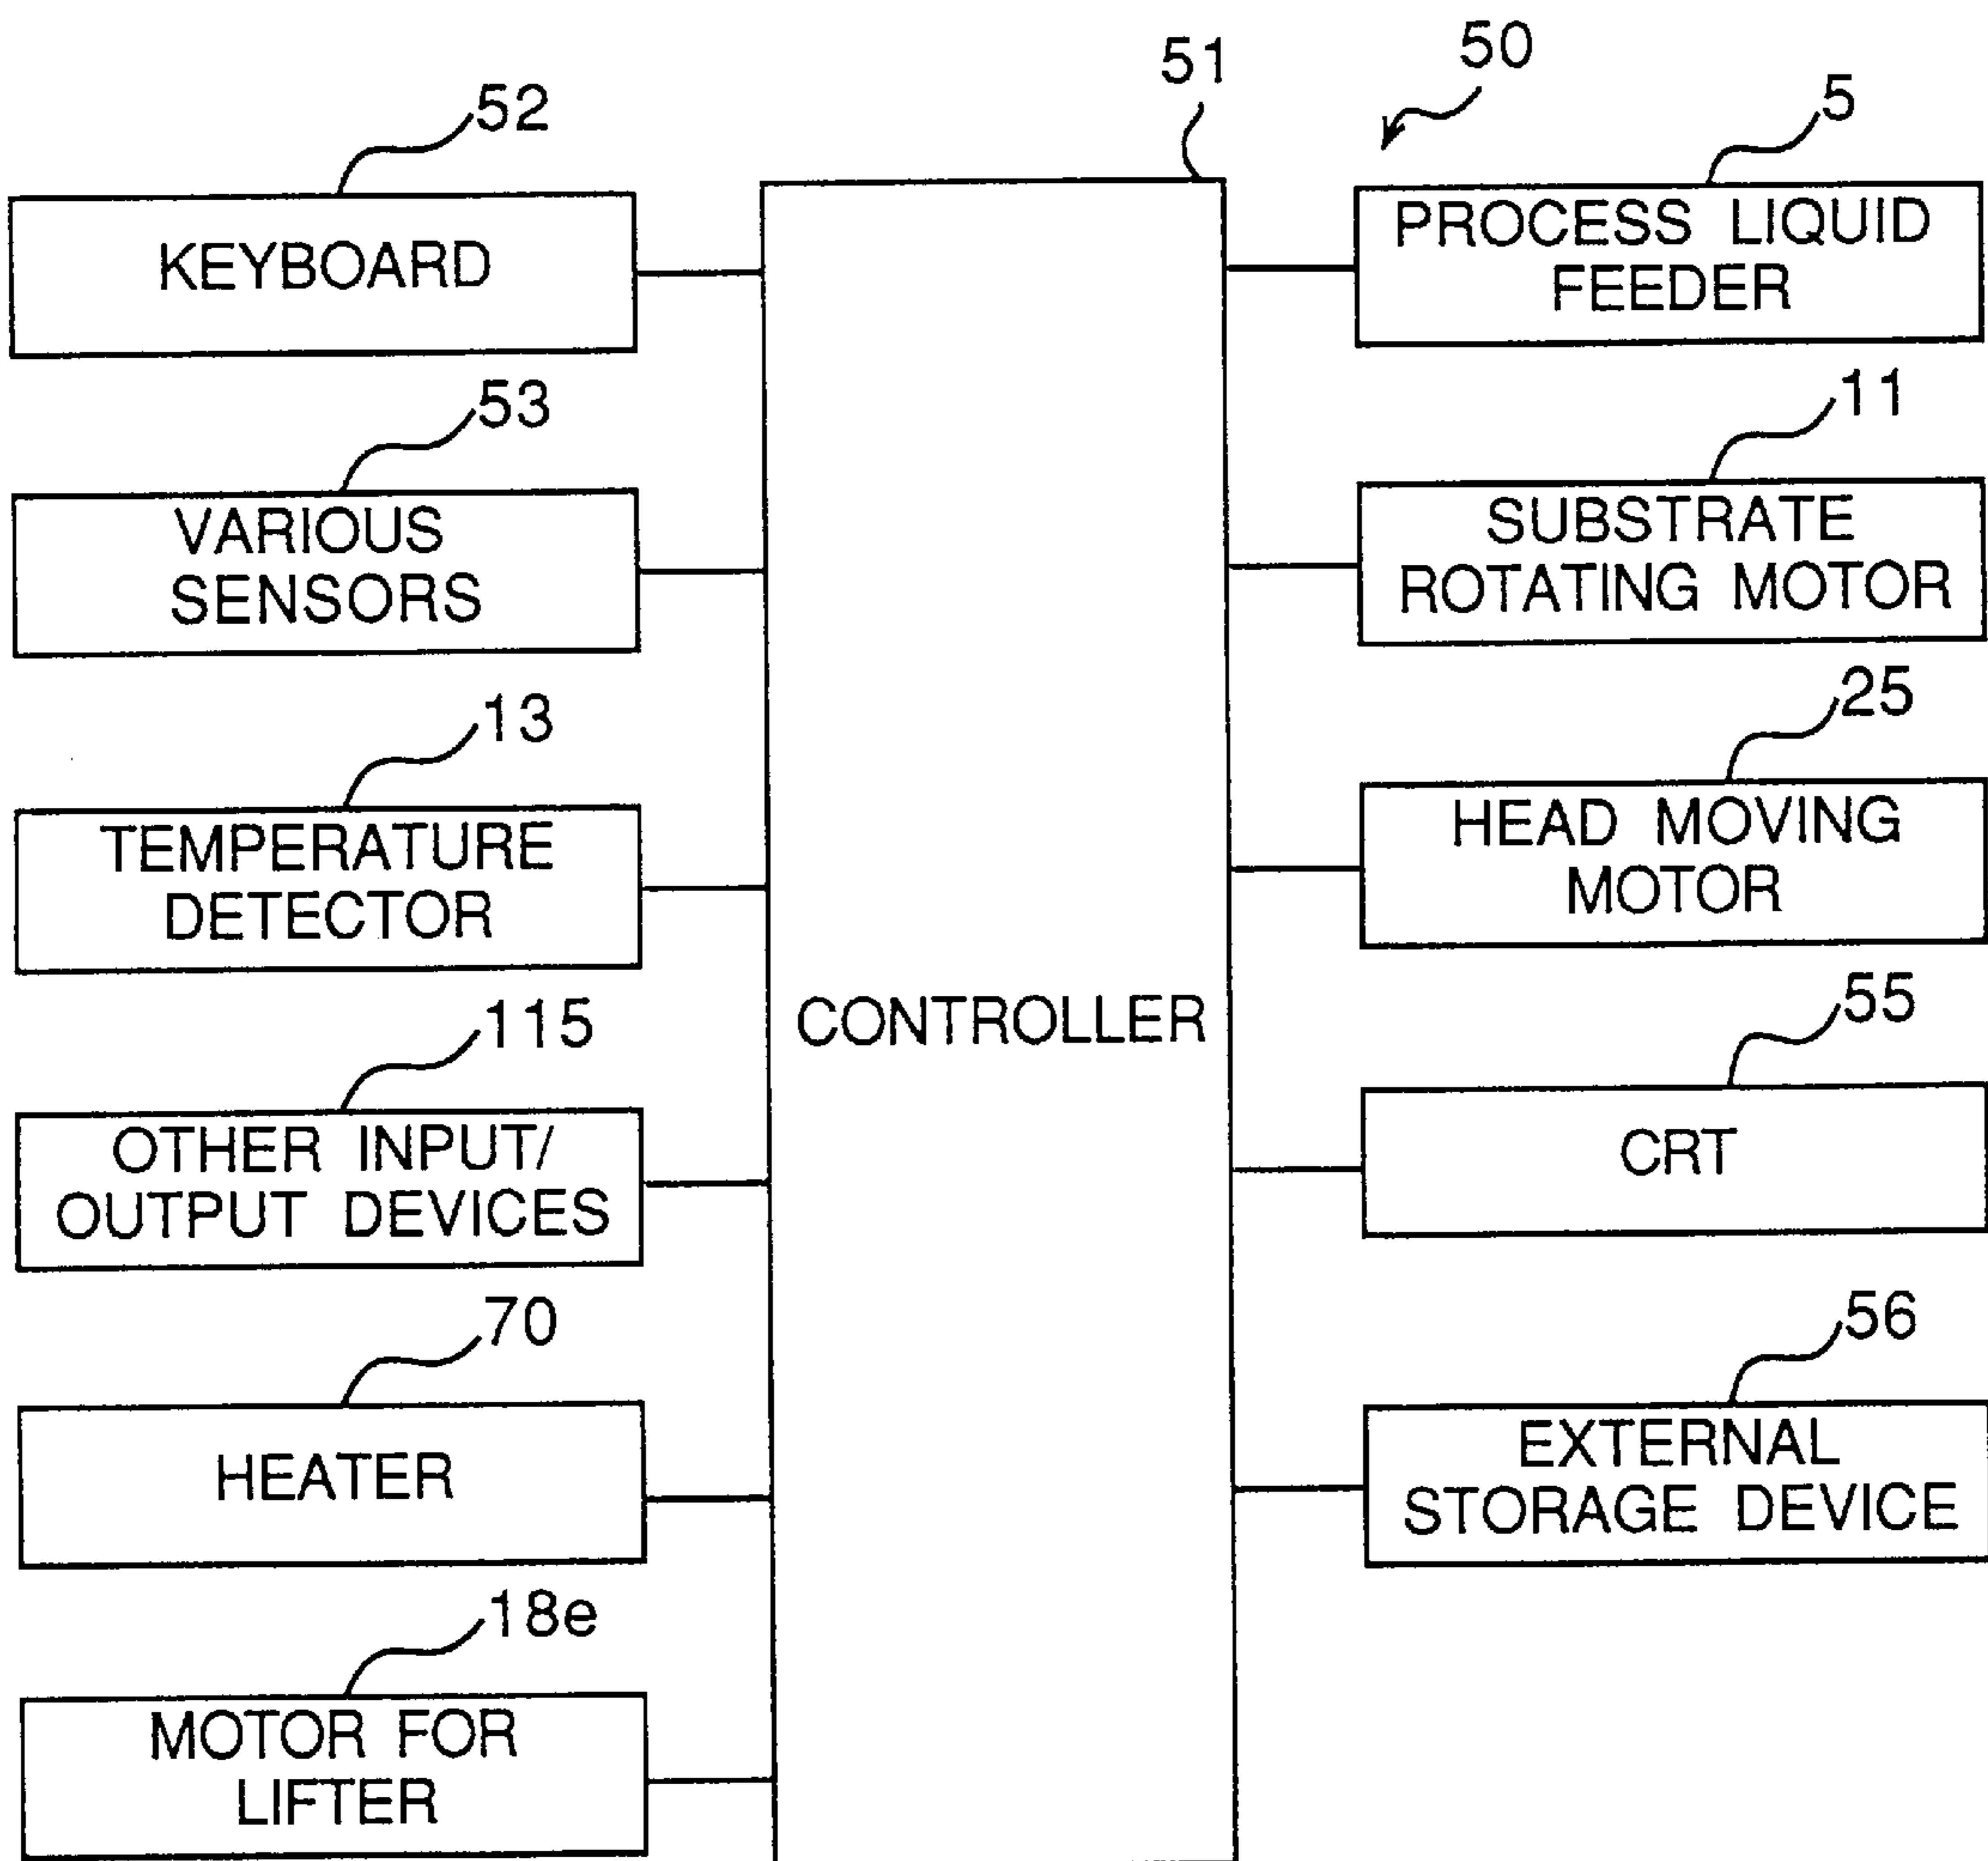 51
50
52
KEYBOARD
5
PROCESS LIQUID
FEEDER
53
VARIOUS
SENSORS
11
SUBSTRATE
ROTATING MOTOR
13
TEMPERATURE
DETECTOR
25
HEAD MOVING
MOTOR
CONTROLLER
115
OTHER INPUT/
OUTPUT DEVICES
55
CRT
70
HEATER
56
EXTERNAL
STORAGE DEVICE
18e
MOTOR FOR
LIFTER